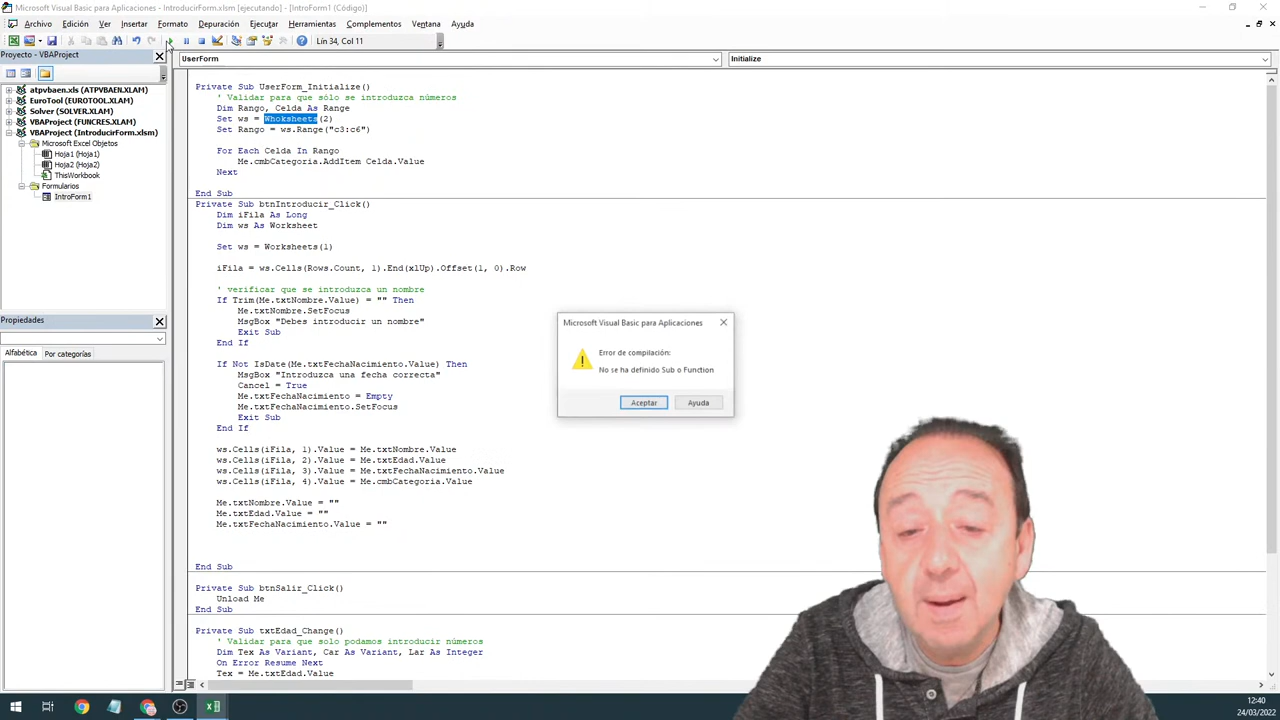 Microsoft Visual Basic para Aplicaciones - IntroducirForm.xlsm [ejecutando] - [IntroForm1 (Código)]
Archivo Edición Ver Insertar Formato Depuración Ejecutar Herramientas Complementos Ventana Ayuda
Lín 34, Col 11
Proyecto - VBAProject
UserForm
Initialize
atpvbaen.xls (ATPVBAEN.XLAM)
EuroTool (EUROTOOL.XLAM)
Solver (SOLVER.XLAM)
VBAProject (FUNCRES.XLAM)
VBAProject (IntroducirForm.xlsm)
Microsoft Excel Objetos
Hoja1 (Hoja1)
Hoja2 (Hoja2)
ThisWorkbook
Formularios
IntroForm1
Propiedades
Alfabética Por categorías
Private Sub UserForm_Initialize()
' Validar para que sólo se introduzca números
Dim Rango, Celda As Range
Set ws = Whoksheets(2)
Set Rango = ws.Range("c3:c6")
For Each Celda In Rango
Me.cmbCategoria.AddItem Celda.Value
Next
End Sub
Private Sub btnIntroducir_Click()
Dim iFila As Long
Dim ws As Worksheet
Set ws = Worksheets(1)
iFila = ws.Cells(Rows.Count, 1).End(xlUp).Offset(1, 0).Row
' verificar que se introduzca un nombre
If Trim(Me.txtNombre.Value) = "" Then
Me.txtNombre.SetFocus
MsgBox "Debes introducir un nombre"
Exit Sub
End If
If Not IsDate(Me.txtFechaNacimiento.Value) Then
MsgBox "Introduzca una fecha correcta"
Cancel = True
Me.txtFechaNacimiento = Empty
Me.txtFechaNacimiento.SetFocus
Exit Sub
End If
ws.Cells(iFila, 1).Value = Me.txtNombre.Value
ws.Cells(iFila, 2).Value = Me.txtEdad.Value
ws.Cells(iFila, 3).Value = Me.txtFechaNacimiento.Value
ws.Cells(iFila, 4).Value = Me.cmbCategoria.Value
Me.txtNombre.Value = ""
Me.txtEdad.Value = ""
Me.txtFechaNacimiento.Value = ""
End Sub
Private Sub btnSalir_Click()
Unload Me
End Sub
Private Sub txtEdad_Change()
' Validar para que solo podamos introducir números
Dim Tex As Variant, Car As Variant, Lar As Integer
On Error Resume Next
Tex = Me.txtEdad.Value
Microsoft Visual Basic para Aplicaciones
Error de compilación:
No se ha definido Sub o Function
Aceptar Ayuda
12:40
24/03/2022